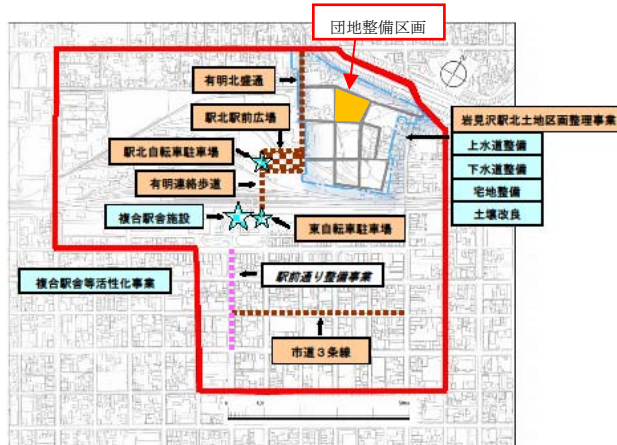 団地整備区画
有明北盛通
駅北駅前広場
岩見沢駅北土地区画整理事業
上水道整備
駅北自転車駐車場
下水道整備
有明連絡歩道
宅地整備
土壌改良
複合駅舎施設
東自転車駐車場
複合駅舎等活性化事業
駅前通り整備事業
市道3条線